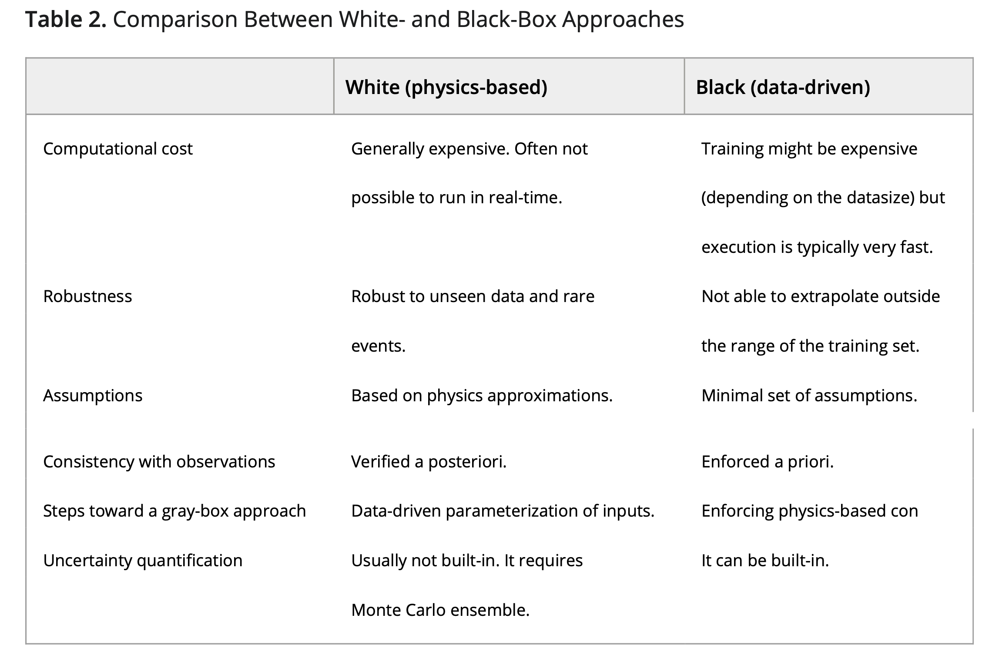 Table 2. Comparison Between White- and Black-Box Approaches
White (physics-based) Black (data-driven)
Computational cost Generally expensive. Often not Training might be expensive
possible to run in real-time. (depending on the datasize) but
execution is typically very fast.
Robustness Robust to unseen data and rare Not able to extrapolate outside
events. the range of the training set.
Assumptions Based on physics approximations. Minimal set of assumptions.
Consistency with observations Verified a posteriori. Enforced a priori.
Steps toward a gray-box approach Data-driven parameterization of inputs. Enforcing physics-based con
Uncertainty quantification Usually not built-in. It requires It can be built-in.
Monte Carlo ensemble.